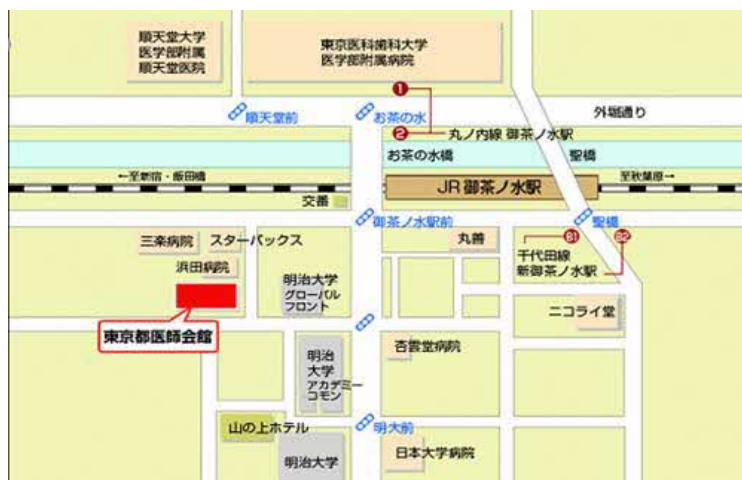 順天堂大学
医学部附属
順天堂医院
東京医科歯科大学
医学部附属病院
1
順天堂前
お茶の水
外堀通り
2
丸ノ内線 御茶ノ水駅
お茶の水橋
聖橋
←至新宿・飯田橋
JR 御茶ノ水駅
至秋葉原→
交番
御茶ノ水駅前
聖橋
三楽病院
スターバックス
丸善
B1
B2
千代田線
新御茶ノ水駅
浜田病院
明治大学
グローバル
フロント
ニコライ堂
東京都医師会館
杏雲堂病院
明治
大学
アカデミー
コモン
山の上ホテル
明大前
明治大学
日本大学病院